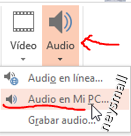 Vídeo Audio
Audio en línea...
Audio en Mi PC...
Grabar audio...